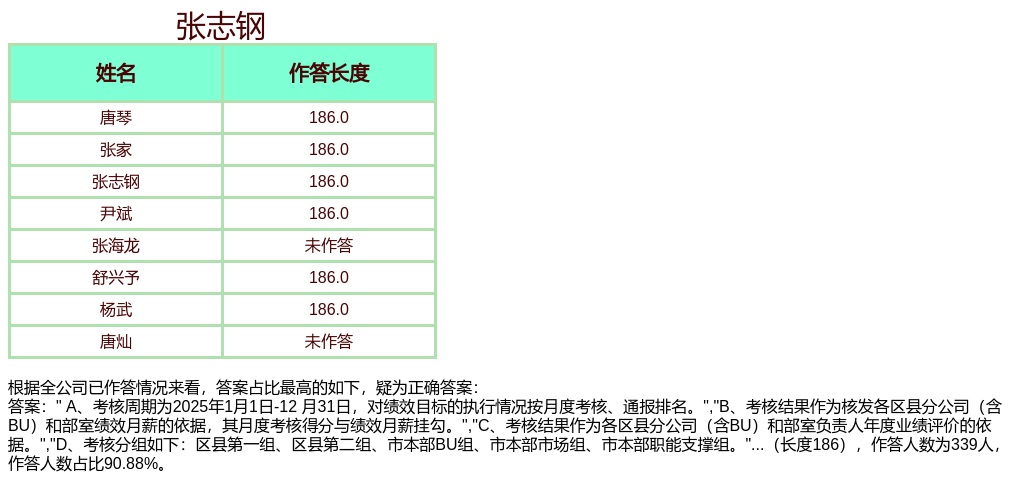 张志钢
姓名 作答长度
唐琴 186.0
张家 186.0
张志钢 186.0
尹斌 186.0
张海龙 未作答
舒兴予 186.0
杨武 186.0
唐灿 未作答
根据全公司已作答情况来看，答案占比最高的如下，疑为正确答案：
答案：" A、考核周期为2025年1月1日-12 月31日，对绩效目标的执行情况按月度考核、通报排名。","B、考核结果作为核发各区县分公司（含
BU）和部室绩效月薪的依据，其月度考核得分与绩效月薪挂勾。","C、考核结果作为各区县分公司（含BU）和部室负责人年度业绩评价的依
据。","D、考核分组如下：区县第一组、区县第二组、市本部BU组、市本部市场组、市本部职能支撑组。"...（长度186），作答人数为339人，
作答人数占比90.88%。